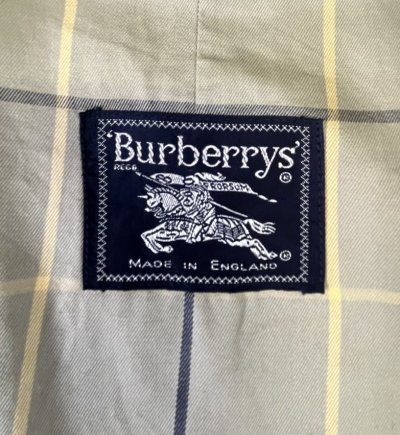 'Burberrys'
REGD.
PRORSUM
®
®
MADE IN ENGLAND